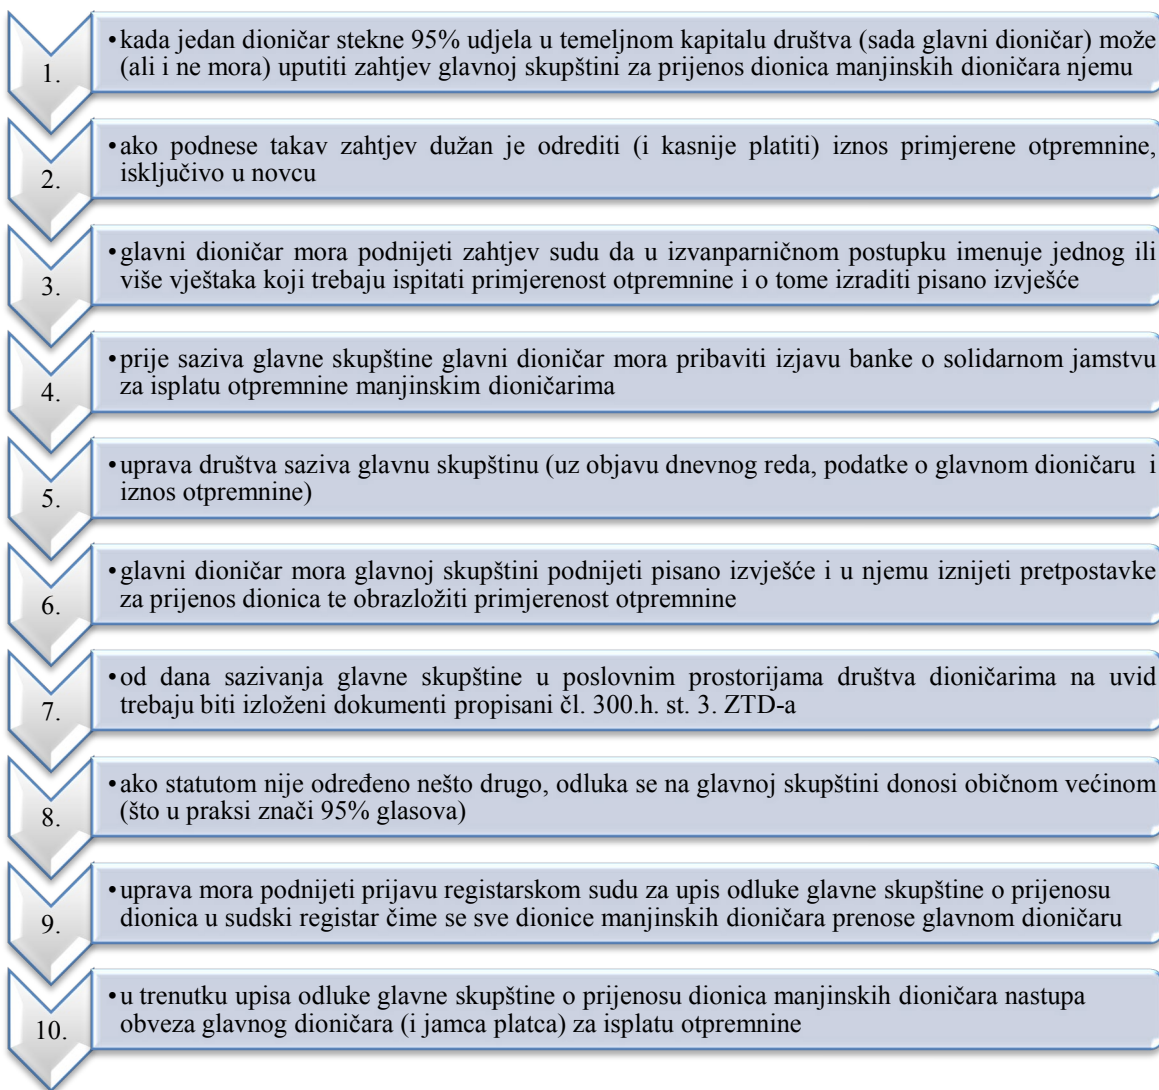 1.
•kada jedan dioničar stekne 95% udjela u temeljnom kapitalu društva (sada glavni dioničar) može
(ali i ne mora) uputiti zahtjev glavnoj skupštini za prijenos dionica manjinskih dioničara njemu
2.
•ako podnese takav zahtjev dužan je odrediti (i kasnije platiti) iznos primjerene otpremnine,
isključivo u novcu
3.
•glavni dioničar mora podnijeti zahtjev sudu da u izvanparničnom postupku imenuje jednog ili
više vještaka koji trebaju ispitati primjerenost otpremnine i o tome izraditi pisano izvješće
4.
•prije saziva glavne skupštine glavni dioničar mora pribaviti izjavu banke o solidarnom jamstvu
za isplatu otpremnine manjinskim dioničarima
5.
•uprava društva saziva glavnu skupštinu (uz objavu dnevnog reda, podatke o glavnom dioničaru i
iznos otpremnine)
6.
•glavni dioničar mora glavnoj skupštini podnijeti pisano izvješće i u njemu iznijeti pretpostavke
za prijenos dionica te obrazložiti primjerenost otpremnine
7.
•od dana sazivanja glavne skupštine u poslovnim prostorijama društva dioničarima na uvid
trebaju biti izloženi dokumenti propisani čl. 300.h. st. 3. ZTD-a
8.
•ako statutom nije određeno nešto drugo, odluka se na glavnoj skupštini donosi običnom većinom
(što u praksi znači 95% glasova)
9.
•uprava mora podnijeti prijavu registarskom sudu za upis odluke glavne skupštine o prijenosu
dionica u sudski registar čime se sve dionice manjinskih dioničara prenose glavnom dioničaru
10.
•u trenutku upisa odluke glavne skupštine o prijenosu dionica manjinskih dioničara nastupa
obveza glavnog dioničara (i jamca platca) za isplatu otpremnine